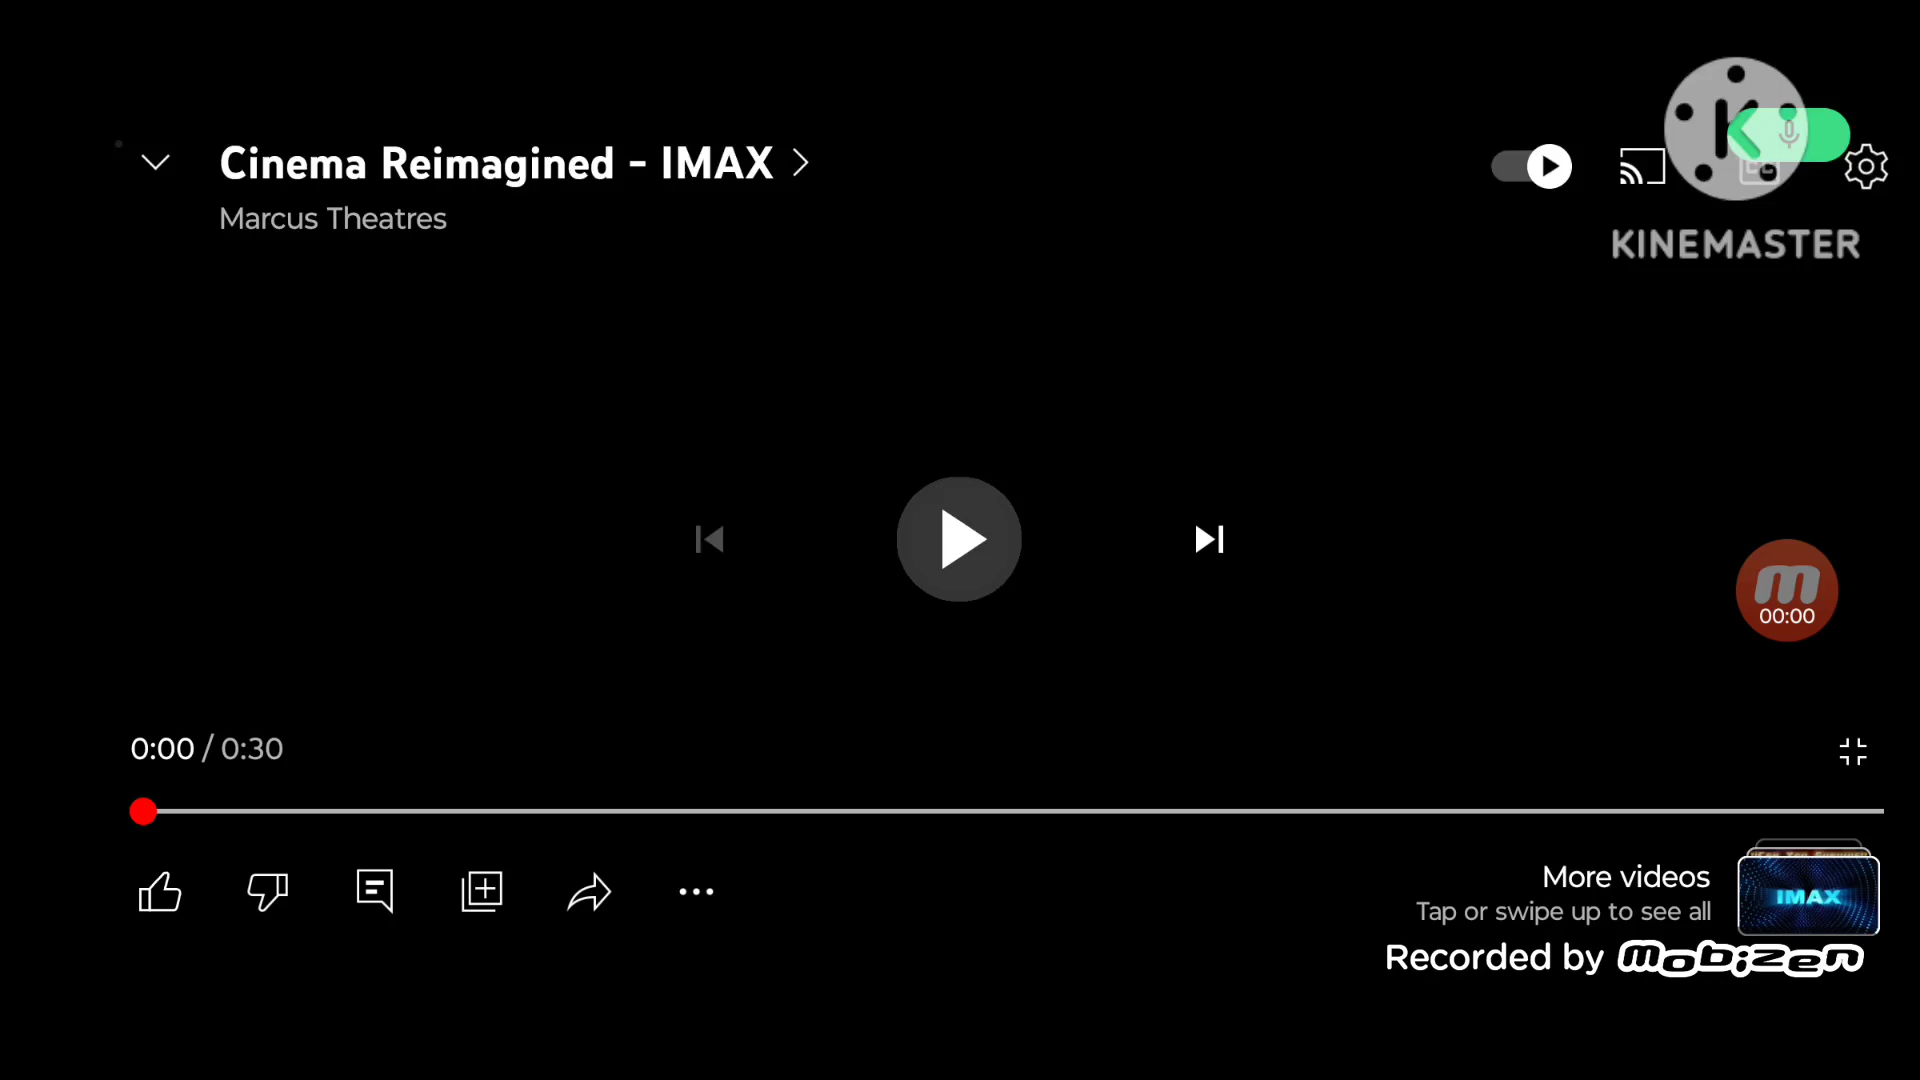 Cinema Reimagined - IMAX
Marcus Theatres
CC
KINEMASTER
00:00
0:00 / 0:30
More videos
Tap or swipe up to see all
IMAX
Recorded by mobizen